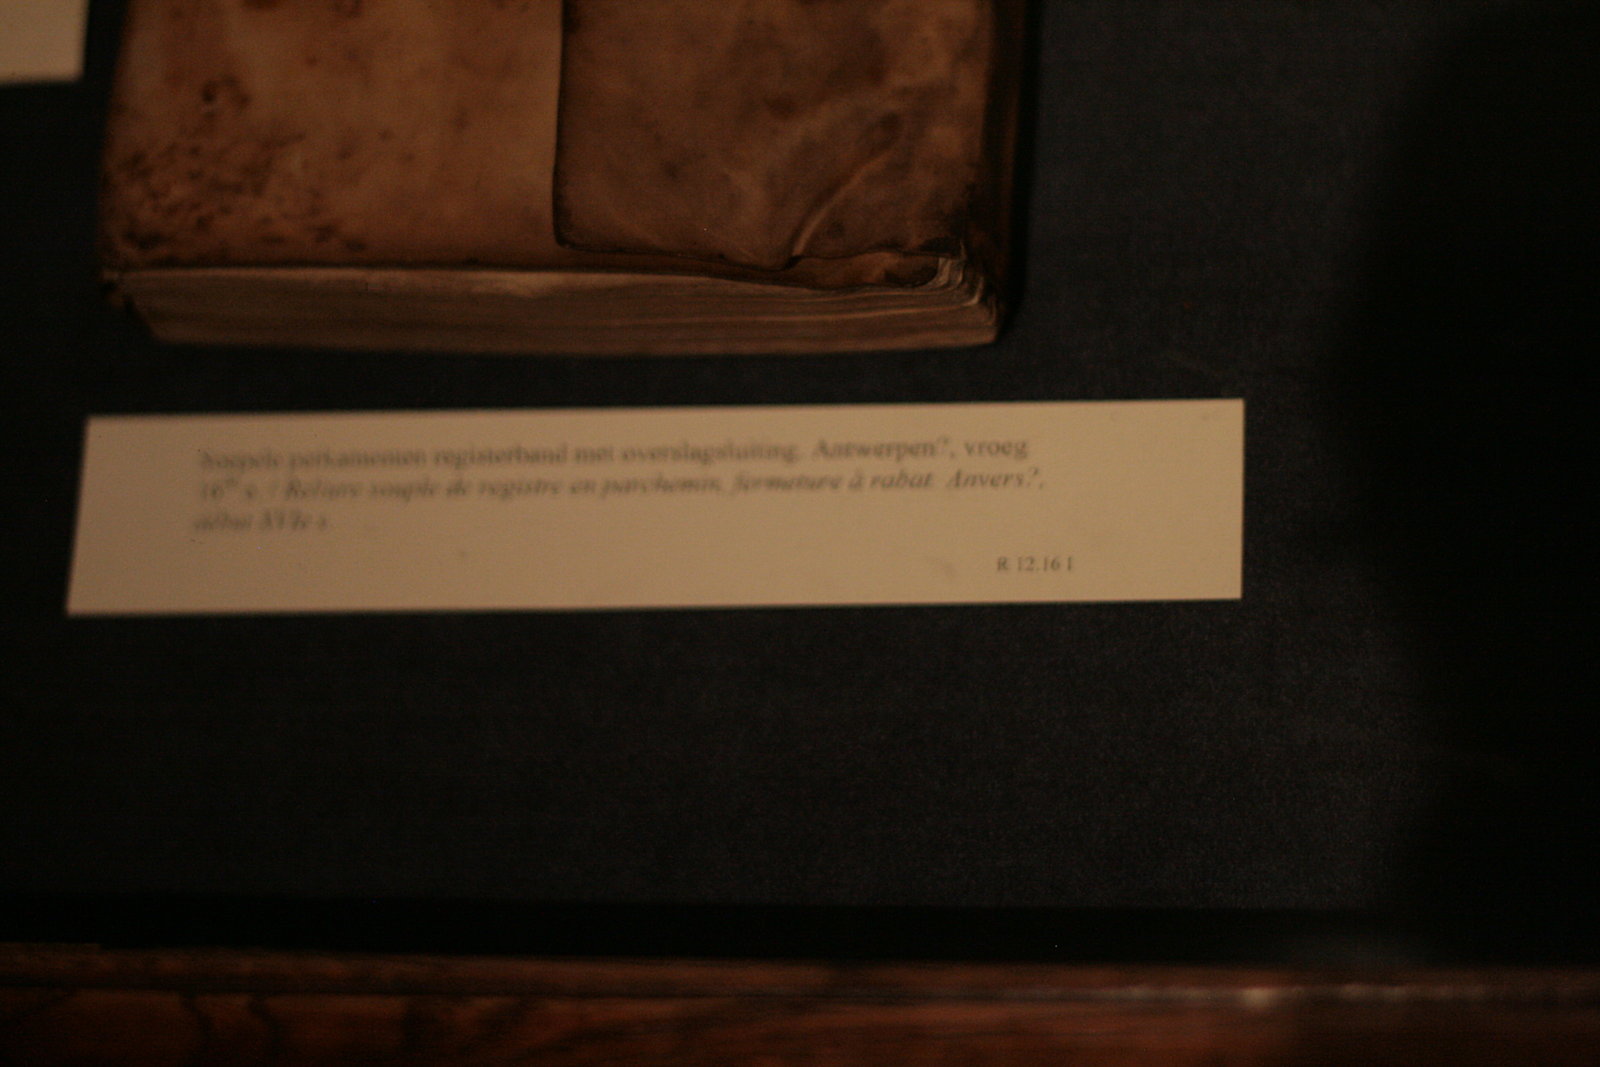 Soepele perkamenten registerband met overslagsluiting. Antwerpen?, vroeg
16de e. / Reliure souple de registre en parchemin, fermeture à rabat. Anvers?,
début XVIe s.
R 12.16 I